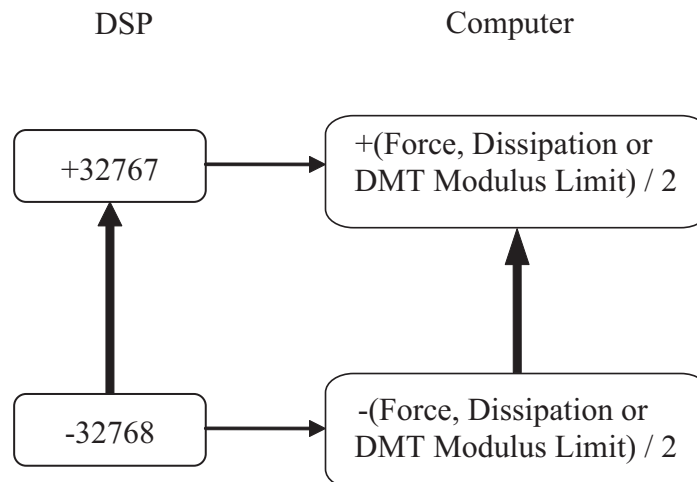 DSP
Computer
+32767
+(Force, Dissipation or
DMT Modulus Limit) / 2
-32768
-(Force, Dissipation or
DMT Modulus Limit) / 2